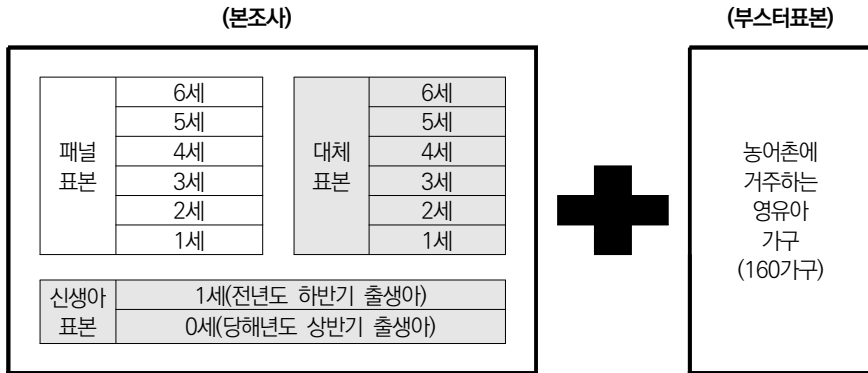 (본조사)
(부스터표본)
패널
표본
6세
5세
4세
3세
2세
1세
대체
표본
6세
5세
4세
3세
2세
1세
신생아
표본
1세(전년도 하반기 출생아)
0세(당해년도 상반기 출생아)
농어촌에
거주하는
영유아
가구
(160가구)